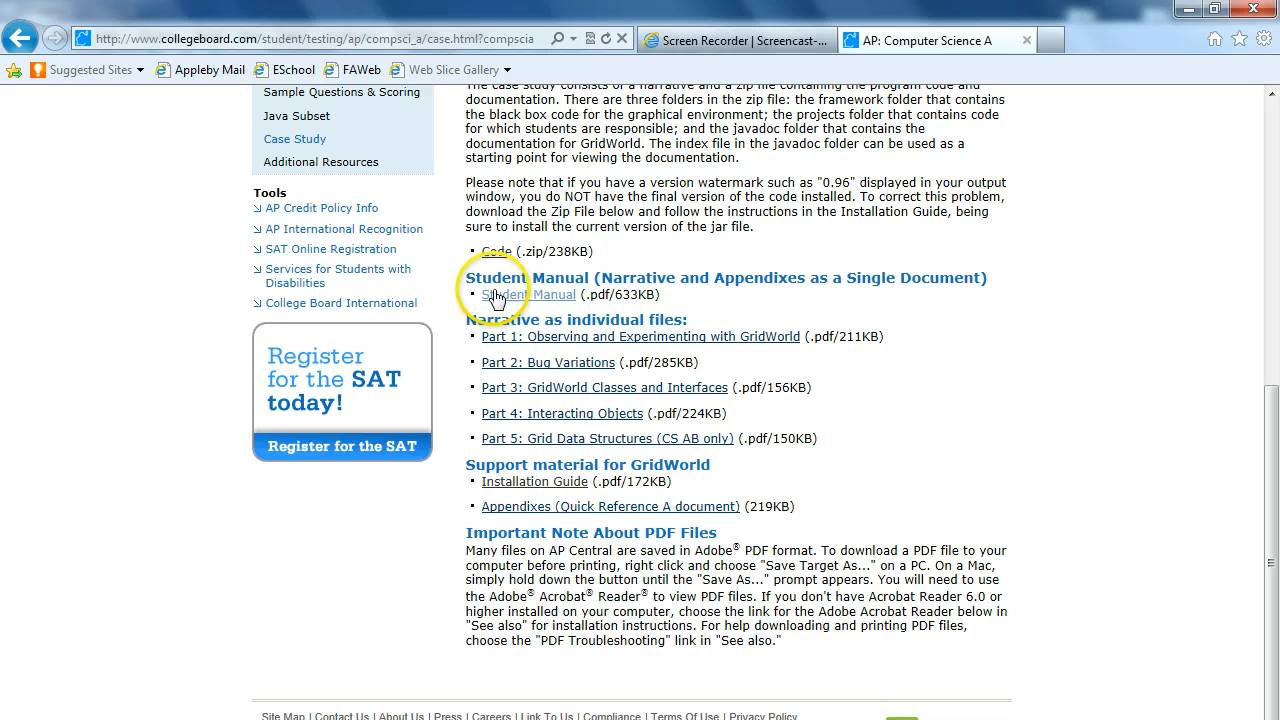 http://www.collegeboard.com/student/testing/ap/compsci_a/case.html?compscia
Screen Recorder | Screencast-...
AP: Computer Science A
Suggested Sites
Appleby Mail
ESchool
FAWeb
Web Slice Gallery
Sample Questions & Scoring
Java Subset
Case Study
Additional Resources
Tools
AP Credit Policy Info
AP International Recognition
SAT Online Registration
Services for Students with
Disabilities
College Board International
Register
for the SAT
today!
Register for the SAT
The case study consists of a narrative and a zip file containing the program code and
documentation. There are three folders in the zip file: the framework folder that contains
the black box code for the graphical environment; the projects folder that contains code
for which students are responsible; and the javadoc folder that contains the
documentation for GridWorld. The index file in the javadoc folder can be used as a
starting point for viewing the documentation.
Please note that if you have a version watermark such as "0.96" displayed in your output
window, you do NOT have the final version of the code installed. To correct this problem,
download the Zip File below and follow the instructions in the Installation Guide, being
sure to install the current version of the jar file.
Code (.zip/238KB)
Student Manual (Narrative and Appendixes as a Single Document)
Student Manual (.pdf/633KB)
Narrative as individual files:
Part 1: Observing and Experimenting with GridWorld (.pdf/211KB)
Part 2: Bug Variations (.pdf/285KB)
Part 3: GridWorld Classes and Interfaces (.pdf/156KB)
Part 4: Interacting Objects (.pdf/224KB)
Part 5: Grid Data Structures (CS AB only) (.pdf/150KB)
Support material for GridWorld
Installation Guide (.pdf/172KB)
Appendixes (Quick Reference A document) (219KB)
Important Note About PDF Files
Many files on AP Central are saved in Adobe® PDF format. To download a PDF file to your
computer before printing, right click and choose "Save Target As..." on a PC. On a Mac,
simply hold down the button until the "Save As..." prompt appears. You will need to use
the Adobe® Acrobat® Reader® to view PDF files. If you don't have Acrobat Reader 6.0 or
higher installed on your computer, choose the link for the Adobe Acrobat Reader below in
"See also" for installation instructions. For help downloading and printing PDF files,
choose the "PDF Troubleshooting" link in "See also."
Site Map | Contact Us | About Us | Press | Careers | Link To Us | Compliance | Terms Of Use | Privacy Policy